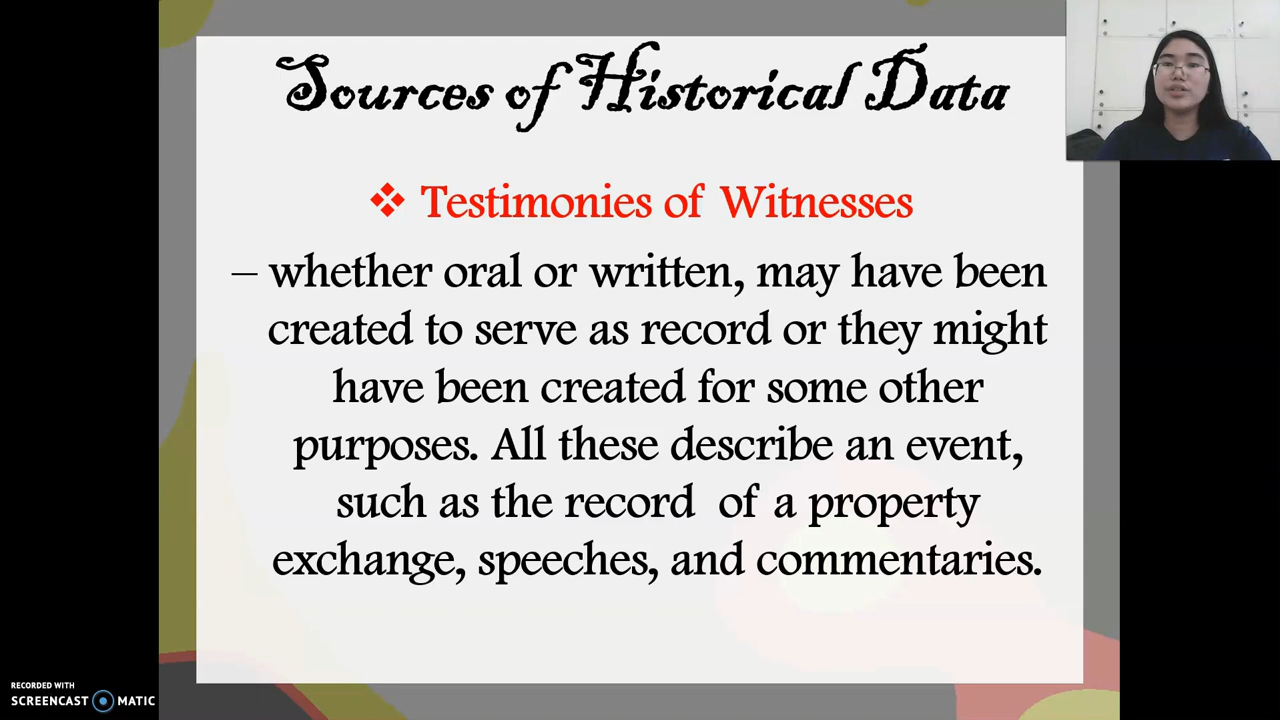 Sources of Historical Data
❖ Testimonies of Witnesses
– whether oral or written, may have been
created to serve as record or they might
have been created for some other
purposes. All these describe an event,
such as the record of a property
exchange, speeches, and commentaries.
RECORDED WITH
SCREENCAST MATIC